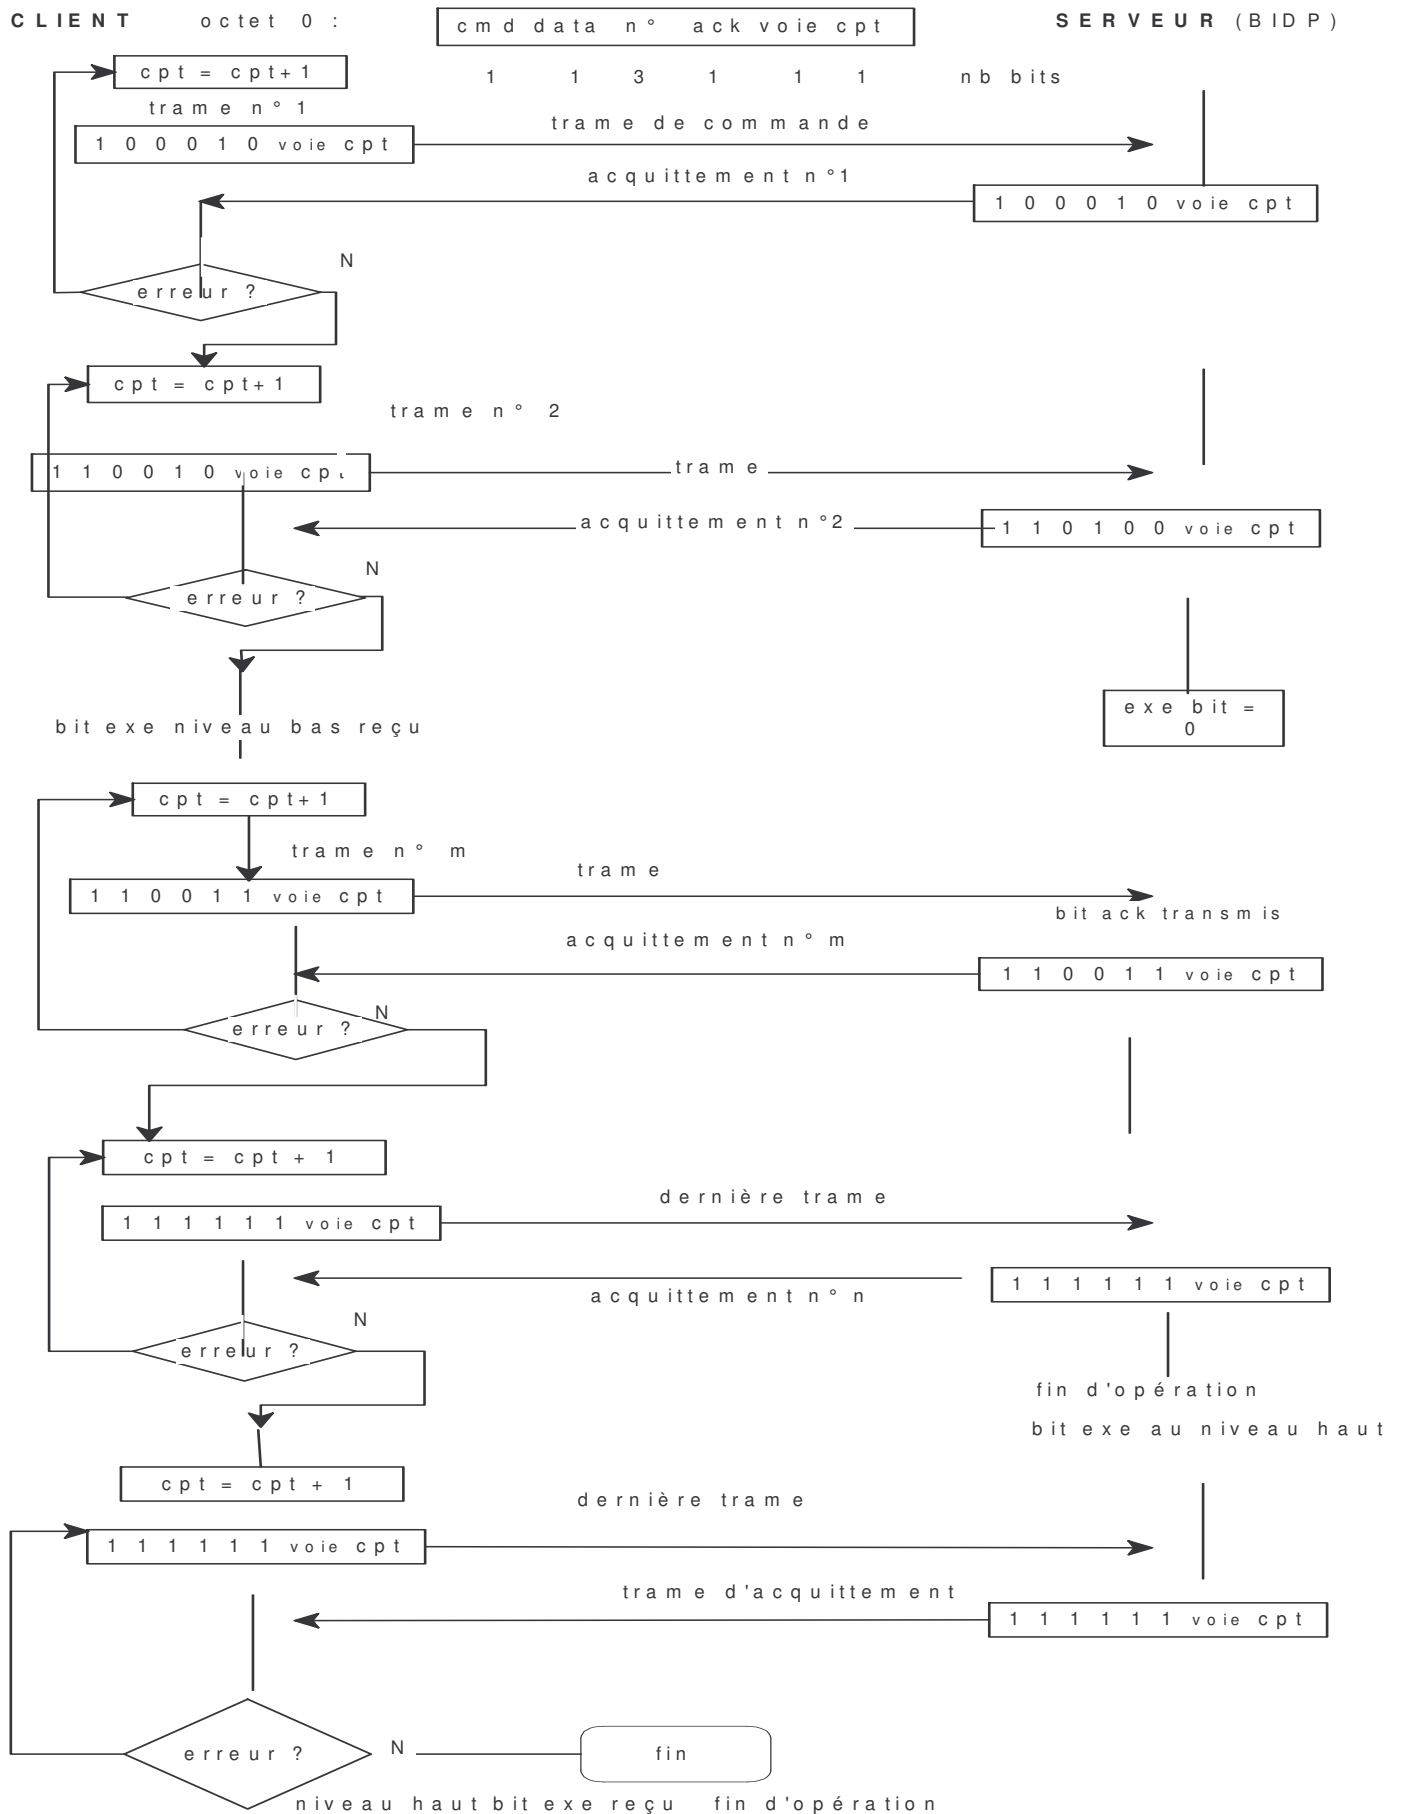 CLIENT octet 0 : cmd data n° ack voie cpt SERVEUR (BIDP)
cpt = cpt+1
1 1 3 1 1 1 nb bits
trame n° 1
trame de commande
1 0 0 0 1 0 voie cpt
acquittement n°1
1 0 0 0 1 0 voie cpt
N
erreur ?
cpt = cpt+1
trame n° 2
1 1 0 0 1 0 voie cpt
trame
acquittement n°2
1 1 0 1 0 0 voie cpt
N
erreur ?
exe bit =
0
bit exe niveau bas reçu
cpt = cpt+1
trame n° m
trame
1 1 0 0 1 1 voie cpt
bit ack transmis
acquittement n° m
1 1 0 0 1 1 voie cpt
N
erreur ?
cpt = cpt + 1
dernière trame
1 1 1 1 1 1 voie cpt
1 1 1 1 1 1 voie cpt
acquittement n° n
N
erreur ?
fin d'opération
bit exe au niveau haut
cpt = cpt + 1
dernière trame
1 1 1 1 1 1 voie cpt
trame d'acquittement
1 1 1 1 1 1 voie cpt
erreur ? N fin
niveau haut bit exe reçu fin d'opération